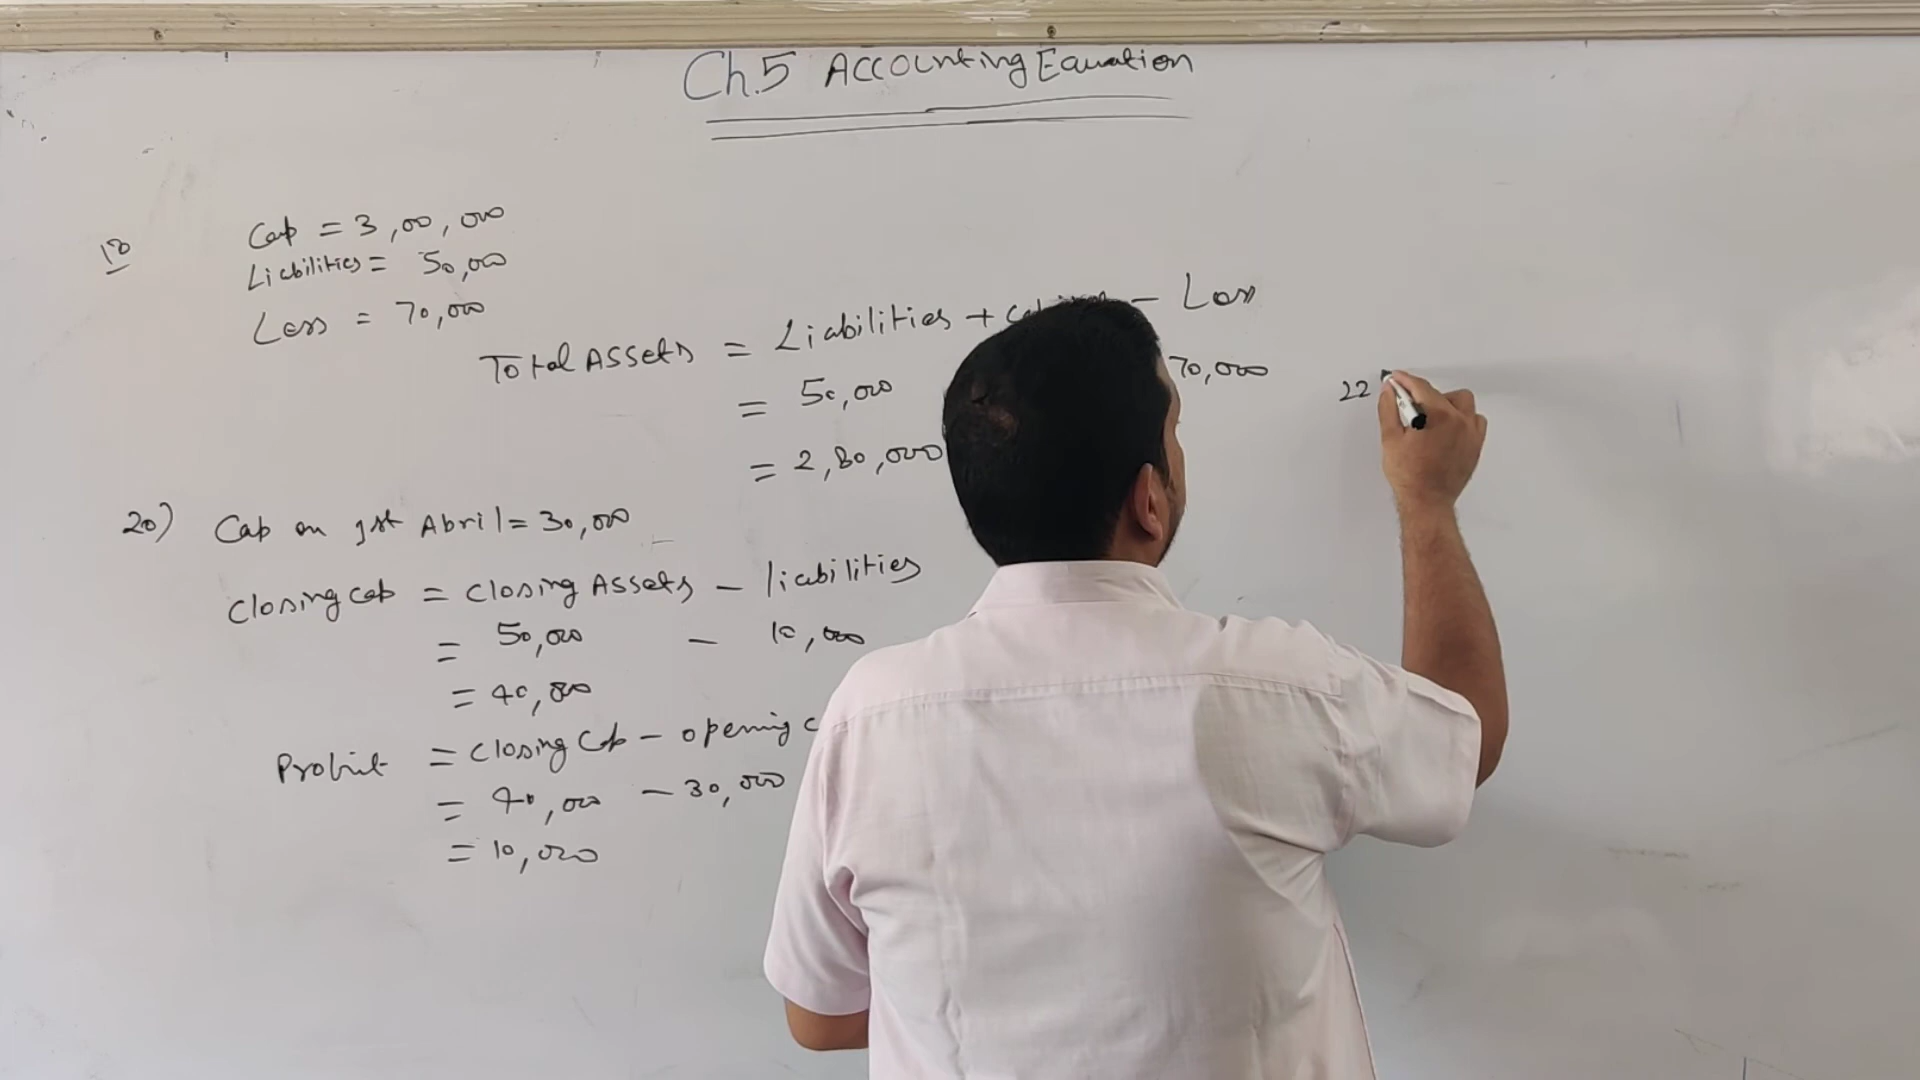 Ch.5 Accounting Equation
Cap = 3,00,000
Liabilities = 50,000
Loss = 70,000
Total Assets = Liabilities + - Loss
= 50,000 70,000
= 2,80,000
22
20) Cap on 1st April = 30,000
Closing Cap = Closing Assets - liabilities
= 50,000 - 10,000
= 40,000
Profit = Closing Cap - opening
= 40,000 - 30,000
= 10,000